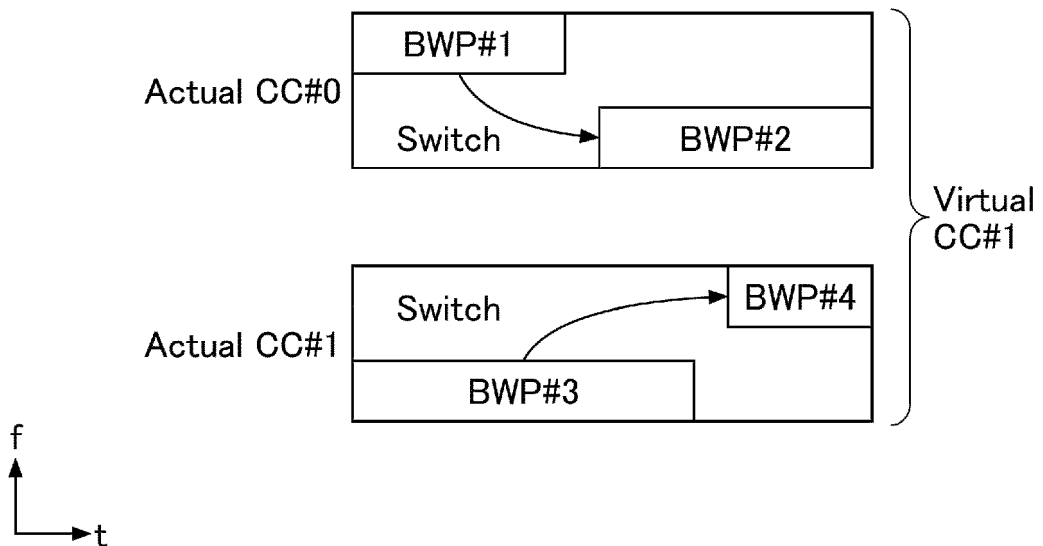 BWP#1
Actual CC#0
Switch
BWP#2
Virtual
CC#1
Switch
BWP#4
Actual CC#1
BWP#3
f
t